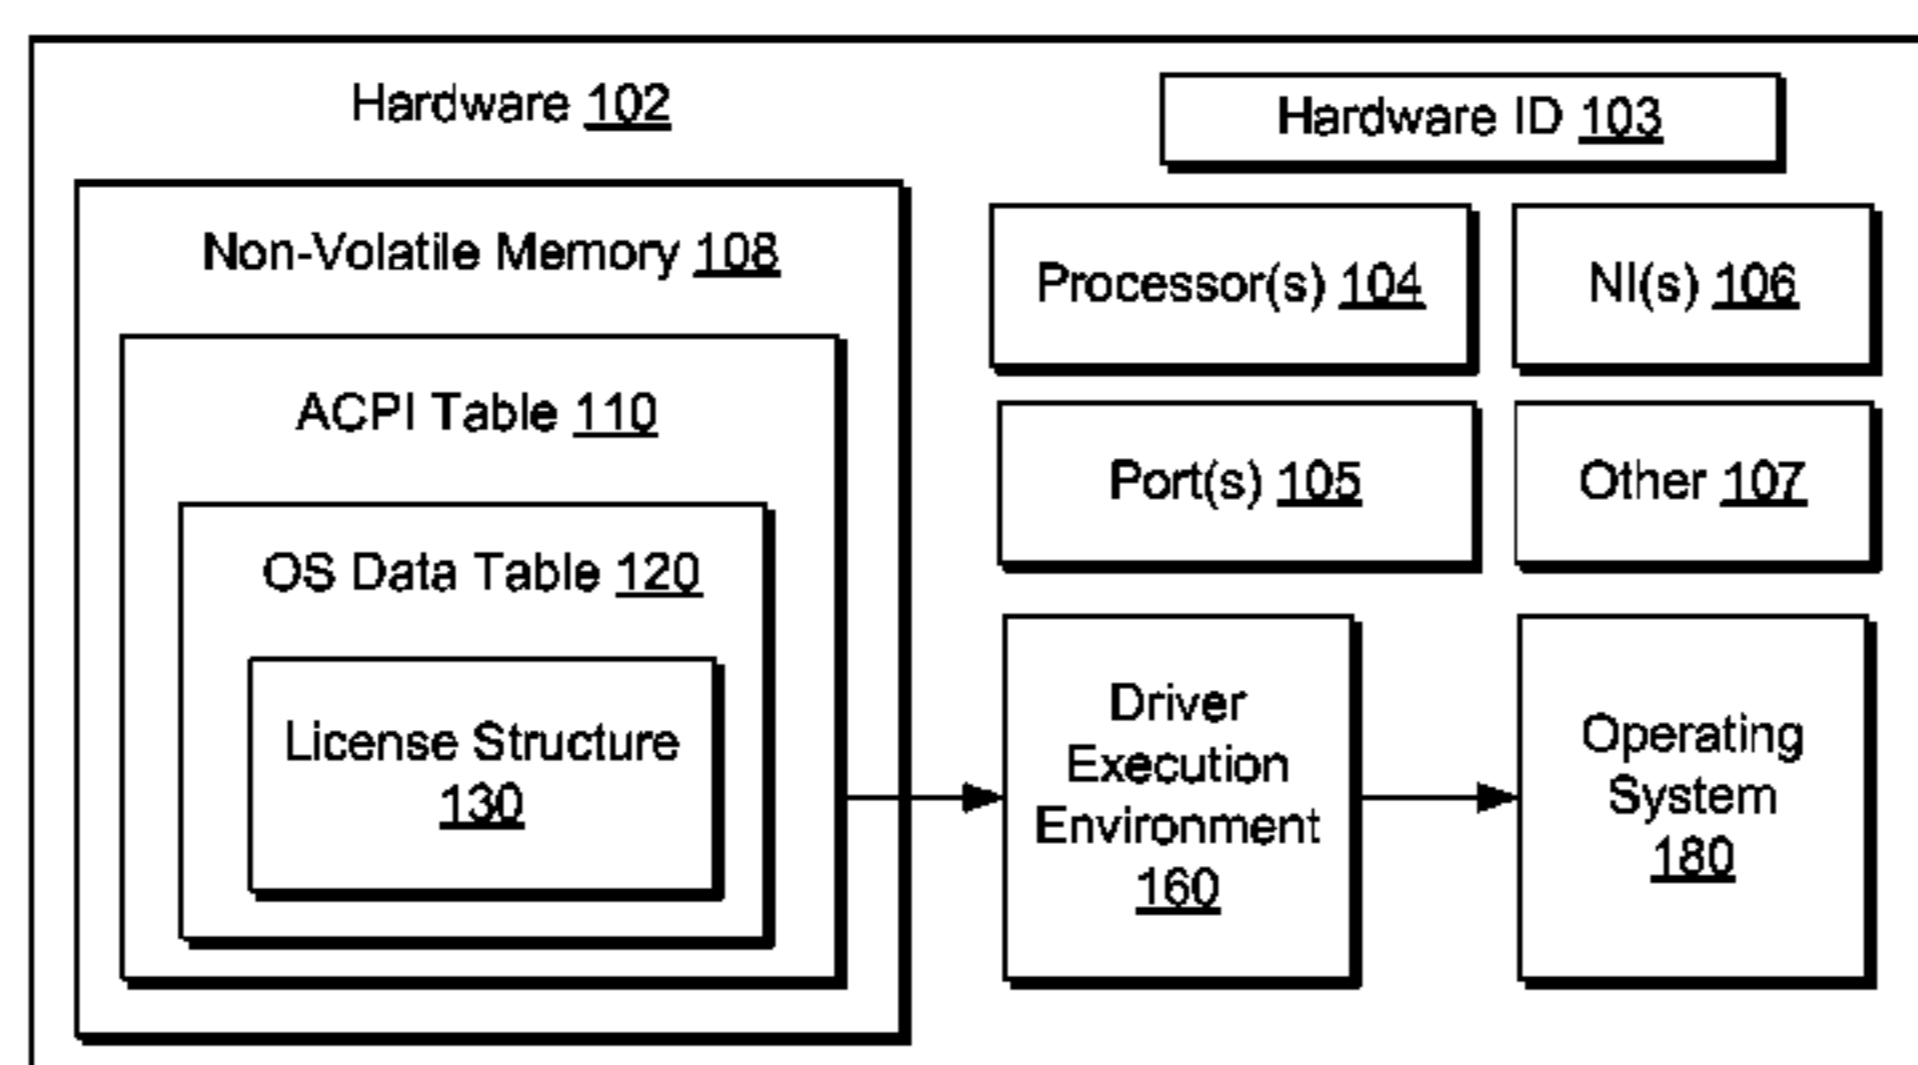 Hardware 102
Hardware ID 103
Non-Volatile Memory 108
Processor(s) 104
NI(s) 106
ACPI Table 110
Port(s) 105
Other 107
OS Data Table 120
License Structure
130
Driver
Execution
Environment
160
Operating
System
180